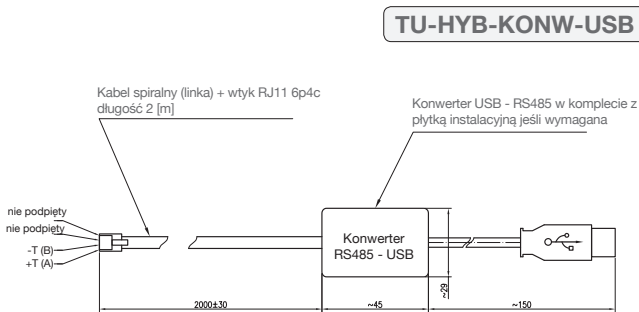 TU-HYB-KONW-USB
Kabel spiralny (linka) + wtyk RJ11 6p4c
długość 2 [m]
Konwerter USB - RS485 w komplecie z
płytką instalacyjną jeśli wymagana
nie podpięty
nie podpięty
-T (B)
+T (A)
Konwerter
RS485 - USB
~29
2000±30
~45
~150